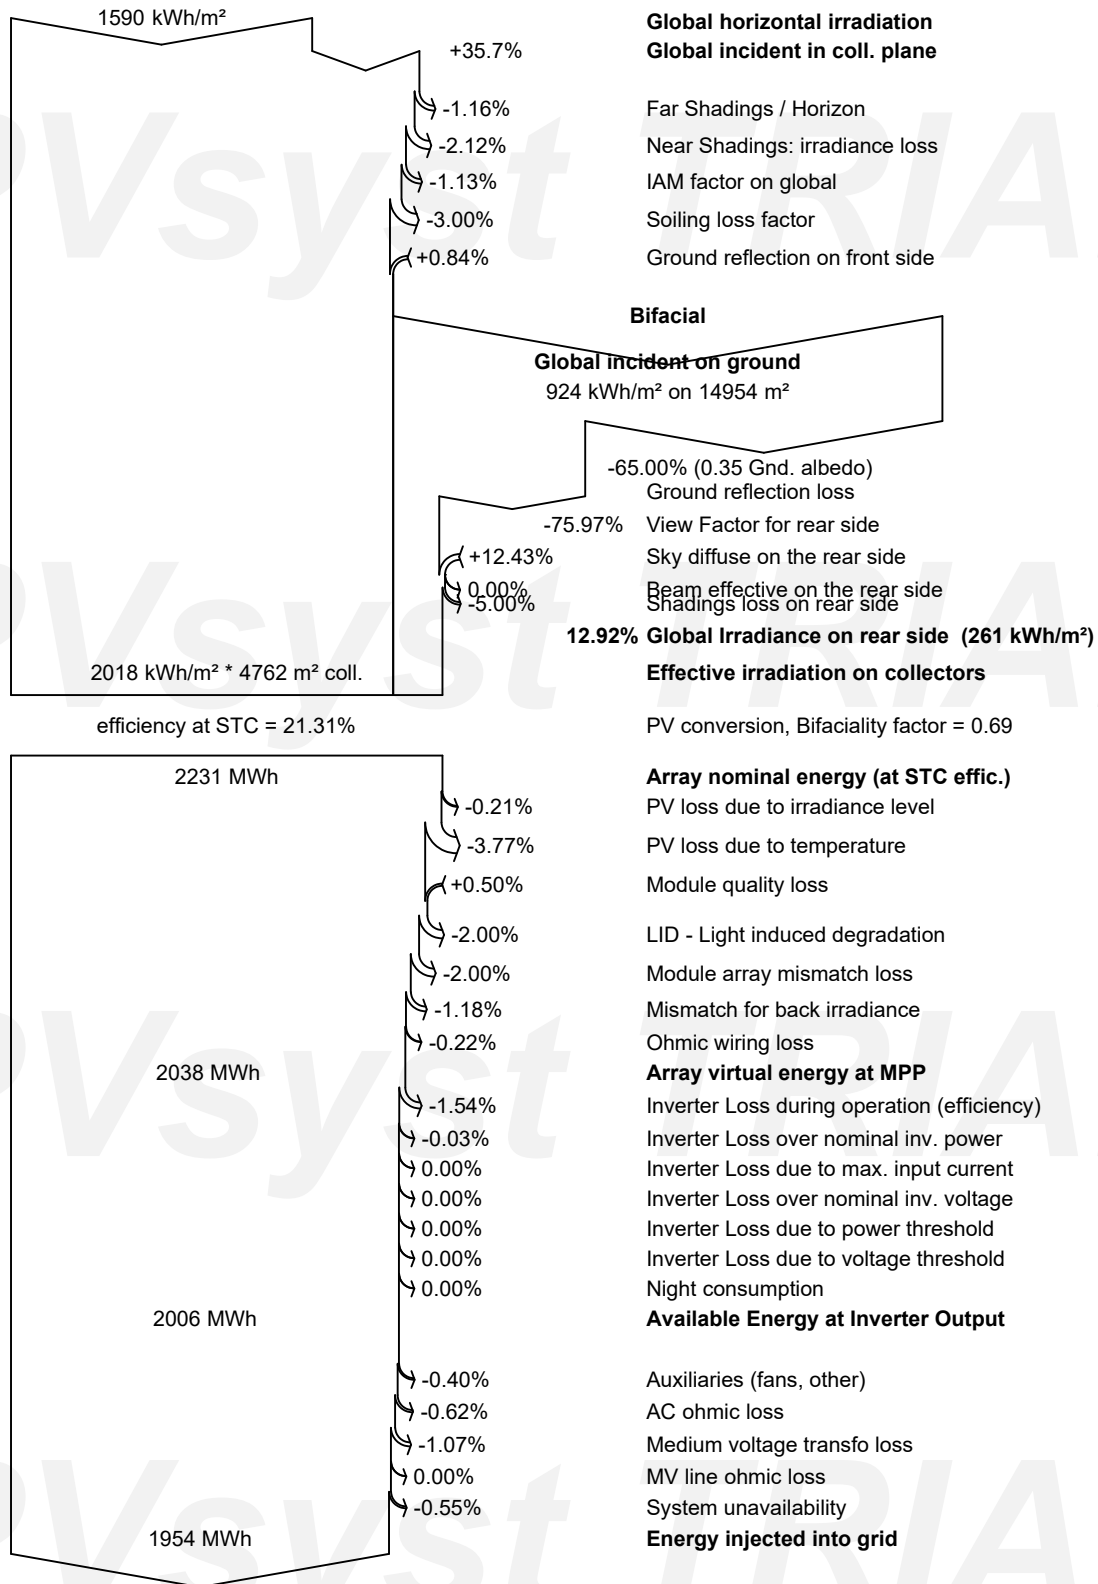 1590 kWh/m² Global horizontal irradiation
+35.7% Global incident in coll. plane
-1.16% Far Shadings / Horizon
-2.12% Near Shadings: irradiance loss
-1.13% IAM factor on global
-3.00% Soiling loss factor
+0.84% Ground reflection on front side
Bifacial
Global incident on ground
924 kWh/m² on 14954 m²
-65.00% (0.35 Gnd. albedo)
Ground reflection loss
-75.97% View Factor for rear side
+12.43% Sky diffuse on the rear side
0.00% Beam effective on the rear side
-5.00% Shadings loss on rear side
12.92% Global Irradiance on rear side (261 kWh/m²)
2018 kWh/m² * 4762 m² coll. Effective irradiation on collectors
efficiency at STC = 21.31% PV conversion, Bifaciality factor = 0.69
2231 MWh Array nominal energy (at STC effic.)
-0.21% PV loss due to irradiance level
-3.77% PV loss due to temperature
+0.50% Module quality loss
-2.00% LID - Light induced degradation
-2.00% Module array mismatch loss
-1.18% Mismatch for back irradiance
-0.22% Ohmic wiring loss
2038 MWh Array virtual energy at MPP
-1.54% Inverter Loss during operation (efficiency)
-0.03% Inverter Loss over nominal inv. power
0.00% Inverter Loss due to max. input current
0.00% Inverter Loss over nominal inv. voltage
0.00% Inverter Loss due to power threshold
0.00% Inverter Loss due to voltage threshold
0.00% Night consumption
2006 MWh Available Energy at Inverter Output
-0.40% Auxiliaries (fans, other)
-0.62% AC ohmic loss
-1.07% Medium voltage transfo loss
0.00% MV line ohmic loss
-0.55% System unavailability
1954 MWh Energy injected into grid
PVsyst TRIA
PVsyst TRIA
PVsyst TRIA
PVsyst TRIA